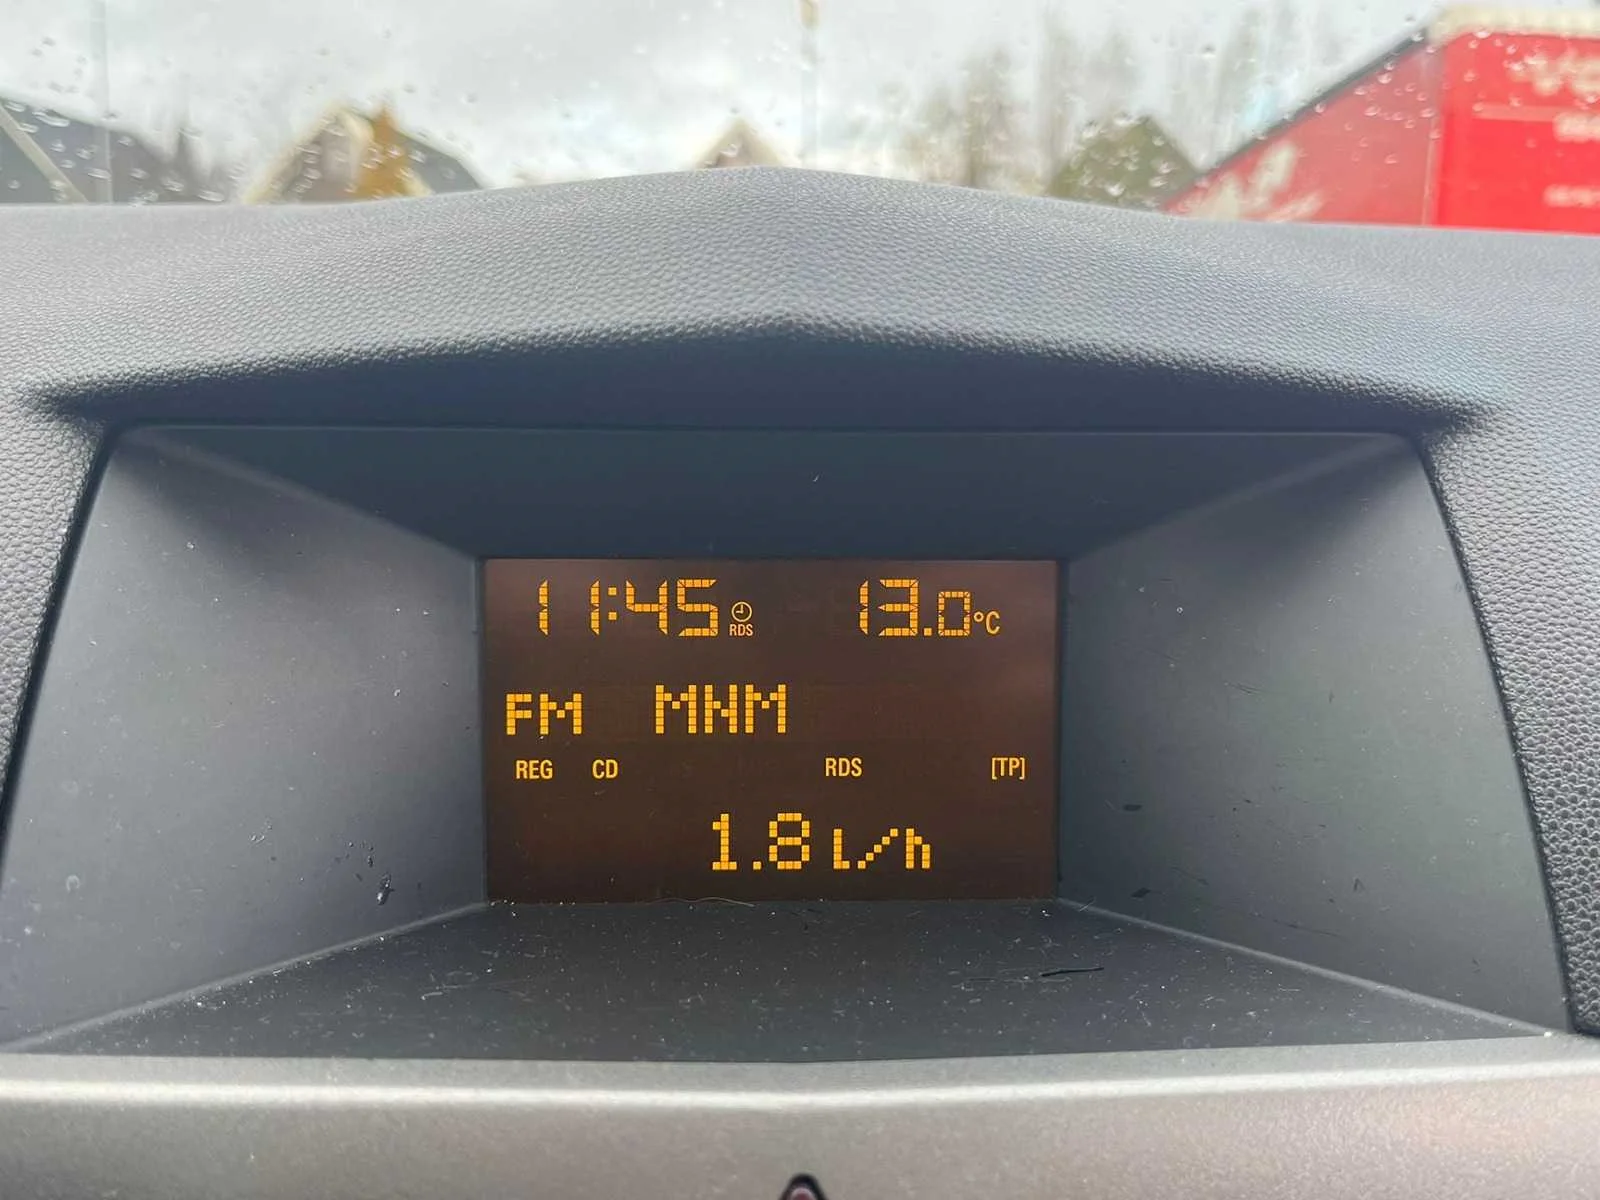 11:45 RDS 13.0°C
FM MNM
REG CD RDS [TP]
1.8 l/h